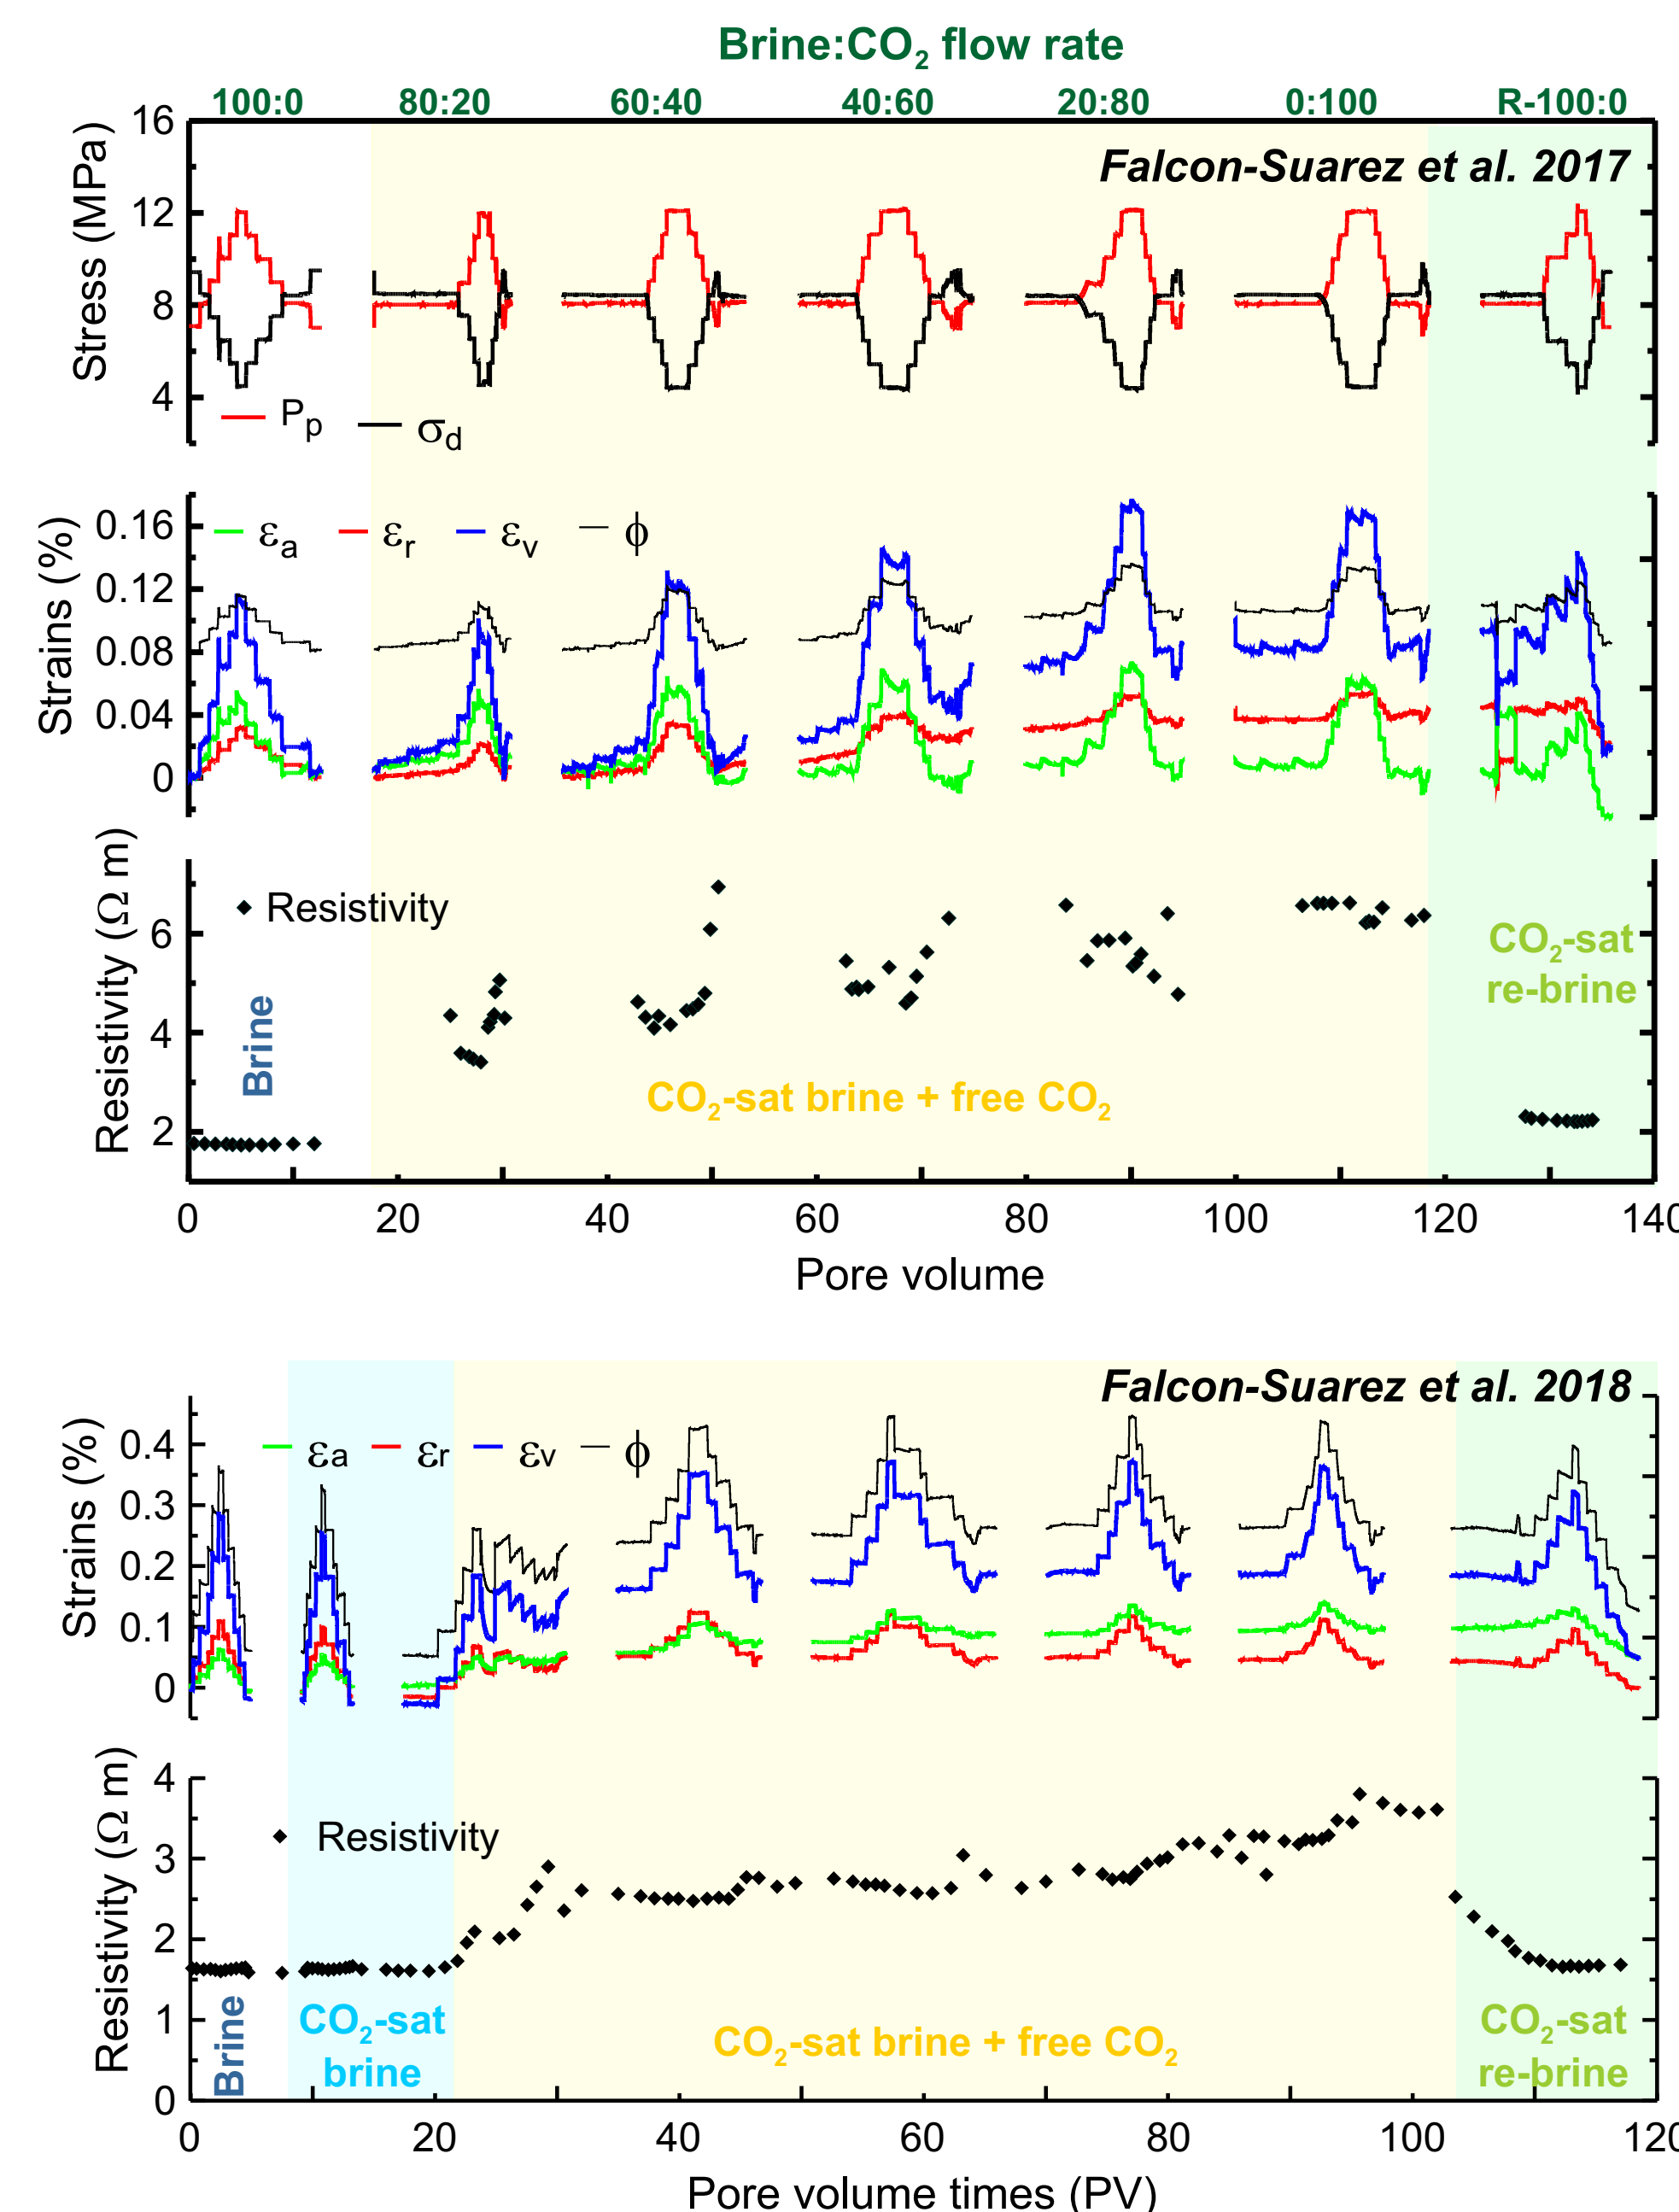 Brine:CO₂ flow rate
100:0 80:20 60:40 40:60 20:80 0:100 R-100:0
Falcon-Suarez et al. 2017
Stress (MPa)
16
12
8
4
Pp σd
Strains (%)
εa εr εv ϕ
0.16
0.12
0.08
0.04
0
Resistivity (Ω m)
Resistivity
6
4
2
Brine
CO₂-sat brine + free CO₂
CO₂-sat
re-brine
0 20 40 60 80 100 120 140
Pore volume
Falcon-Suarez et al. 2018
Strains (%)
εa εr εv ϕ
0.4
0.3
0.2
0.1
0
Resistivity (Ω m)
Resistivity
4
3
2
1
0
Brine
CO₂-sat
brine
CO₂-sat brine + free CO₂
CO₂-sat
re-brine
0 20 40 60 80 100 120
Pore volume times (PV)